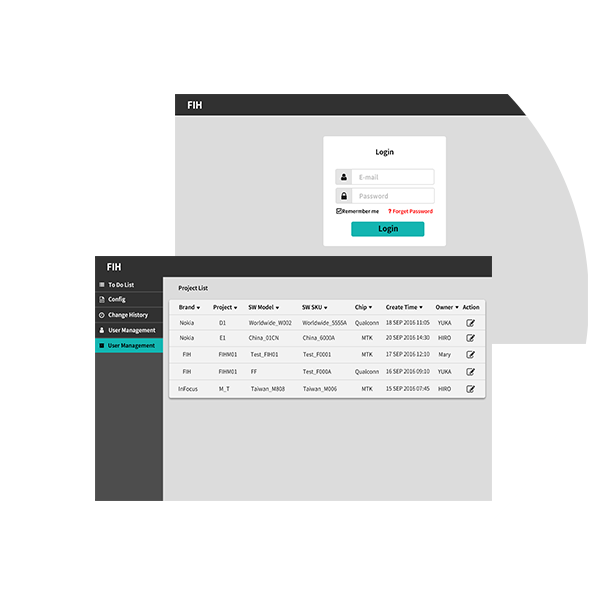 FIH
Login
E-mail
Password
Remermber me ? Forget Password
Login
FIH
To Do List
Config
Change History
User Management
User Management
Project List
Brand Project SW Model SW SKU Chip Create Time Owner Action
Nokia D1 Worldwide_W002 Worldwide_5555A Qualconn 18 SEP 2016 11:05 YUKA
Nokia E1 China_01CN China_6000A MTK 20 SEP 2016 14:30 HIRO
FIH FIHM01 Test_FIH01 Test_F0001 MTK 17 SEP 2016 12:10 Mary
FIH FIHM01 FF Test_F000A Qualconn 16 SEP 2016 09:10 YUKA
InFocus M_T Taiwan_M808 Taiwan_M006 MTK 15 SEP 2016 07:45 HIRO